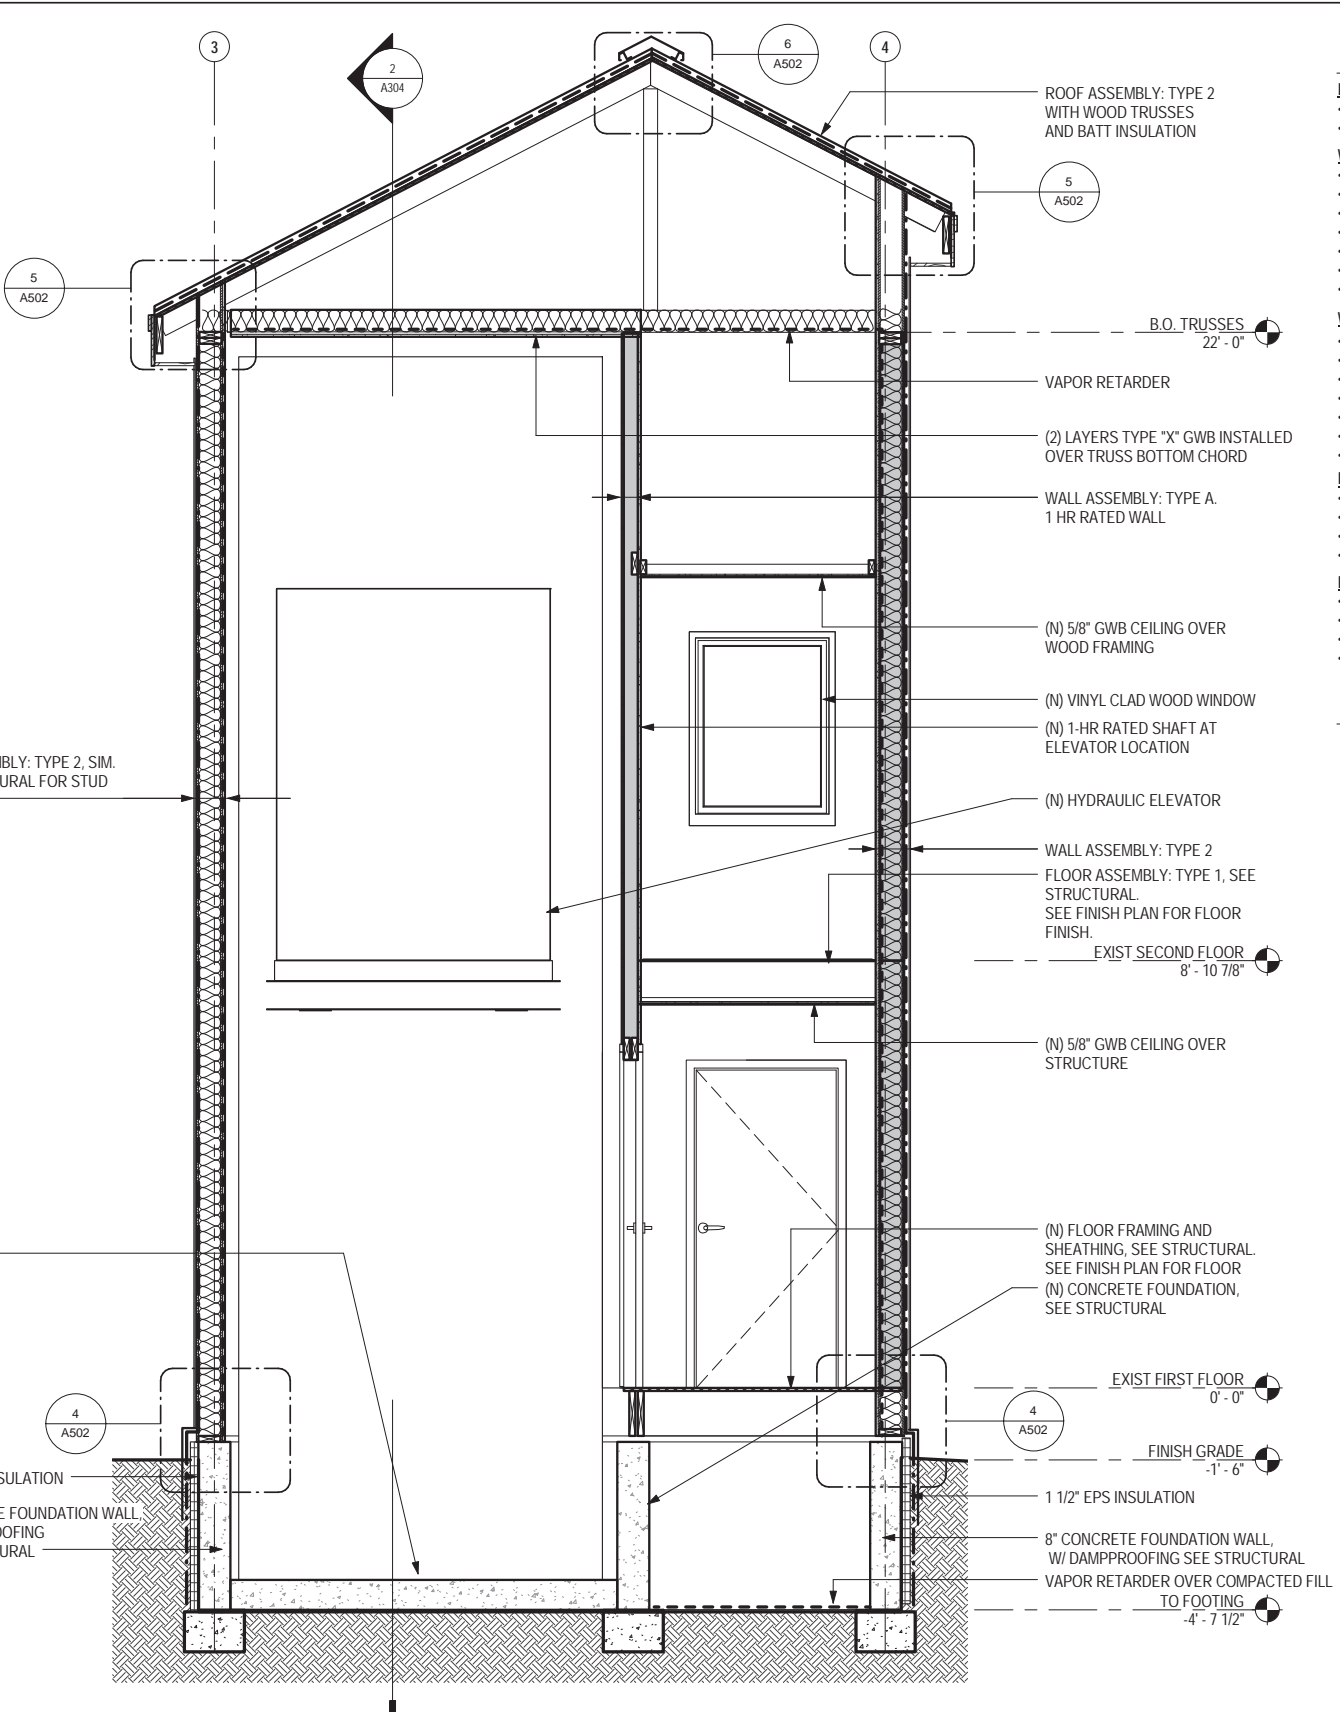 3
2
A304
6
A502
4
ROOF ASSEMBLY: TYPE 2
WITH WOOD TRUSSES
AND BATT INSULATION
5
A502
5
A502
B.O. TRUSSES
22' - 0"
VAPOR RETARDER
(2) LAYERS TYPE "X" GWB INSTALLED
OVER TRUSS BOTTOM CHORD
WALL ASSEMBLY: TYPE A.
1 HR RATED WALL
(N) 5/8" GWB CEILING OVER
WOOD FRAMING
(N) VINYL CLAD WOOD WINDOW
(N) 1-HR RATED SHAFT AT
ELEVATOR LOCATION
MBLY: TYPE 2, SIM.
URAL FOR STUD
(N) HYDRAULIC ELEVATOR
WALL ASSEMBLY: TYPE 2
FLOOR ASSEMBLY: TYPE 1, SEE
STRUCTURAL.
SEE FINISH PLAN FOR FLOOR
FINISH.
EXIST SECOND FLOOR
8' - 10 7/8"
(N) 5/8" GWB CEILING OVER
STRUCTURE
(N) FLOOR FRAMING AND
SHEATHING, SEE STRUCTURAL.
SEE FINISH PLAN FOR FLOOR
(N) CONCRETE FOUNDATION,
SEE STRUCTURAL
EXIST FIRST FLOOR
0' - 0"
4
A502
4
A502
FINISH GRADE
-1' - 6"
SULATION
E FOUNDATION WALL,
OOFING
URAL
1 1/2" EPS INSULATION
8" CONCRETE FOUNDATION WALL,
W/ DAMPPROOFING SEE STRUCTURAL
VAPOR RETARDER OVER COMPACTED FILL
TO FOOTING
-4' - 7 1/2"